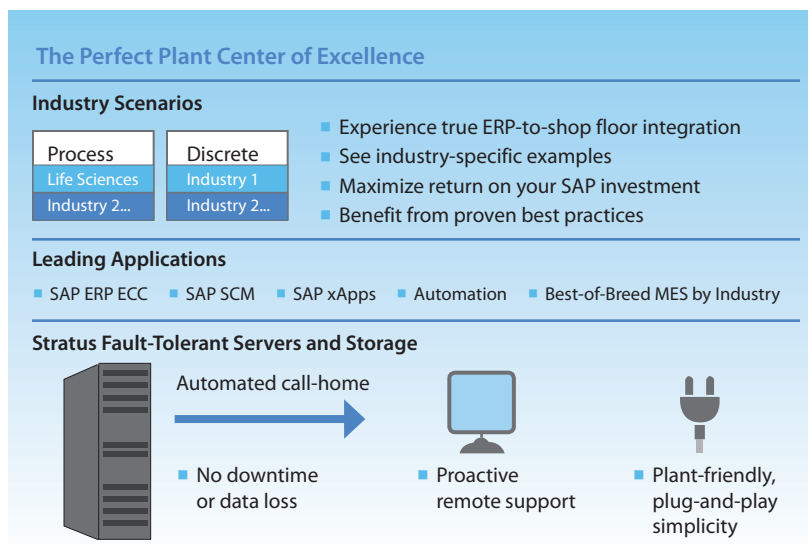 The Perfect Plant Center of Excellence
Industry Scenarios
Process
Life Sciences
Industry 2...
Discrete
Industry 1
Industry 2...
Experience true ERP-to-shop floor integration
See industry-specific examples
Maximize return on your SAP investment
Benefit from proven best practices
Leading Applications
SAP ERP ECC SAP SCM SAP xApps Automation Best-of-Breed MES by Industry
Stratus Fault-Tolerant Servers and Storage
Automated call-home
No downtime
or data loss
Proactive
remote support
Plant-friendly,
plug-and-play
simplicity